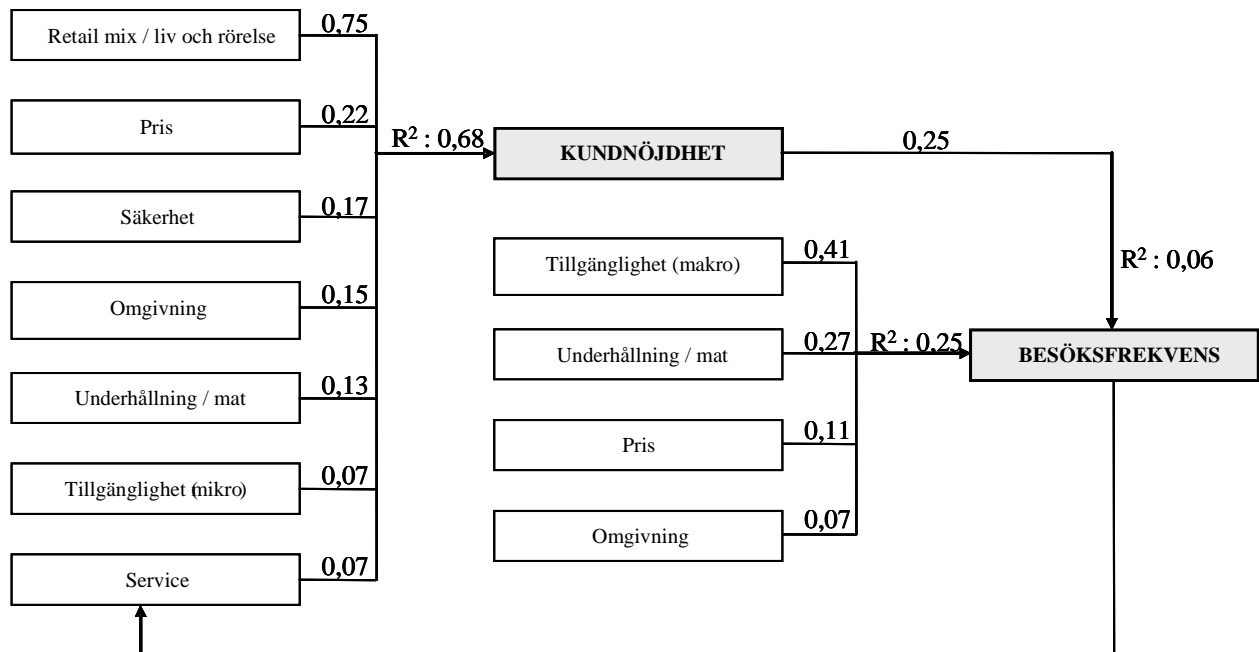 Retail mix / liv och rörelse
0,75
Pris
0,22
Säkerhet
0,17
Omgivning
0,15
Underhållning / mat
0,13
Tillgänglighet (mikro)
0,07
Service
0,07
R² : 0,68
KUNDNÖJDHET
0,25
R² : 0,06
Tillgänglighet (makro)
0,41
Underhållning / mat
0,27
Pris
0,11
Omgivning
0,07
R² : 0,25
BESÖKSFREKVENS